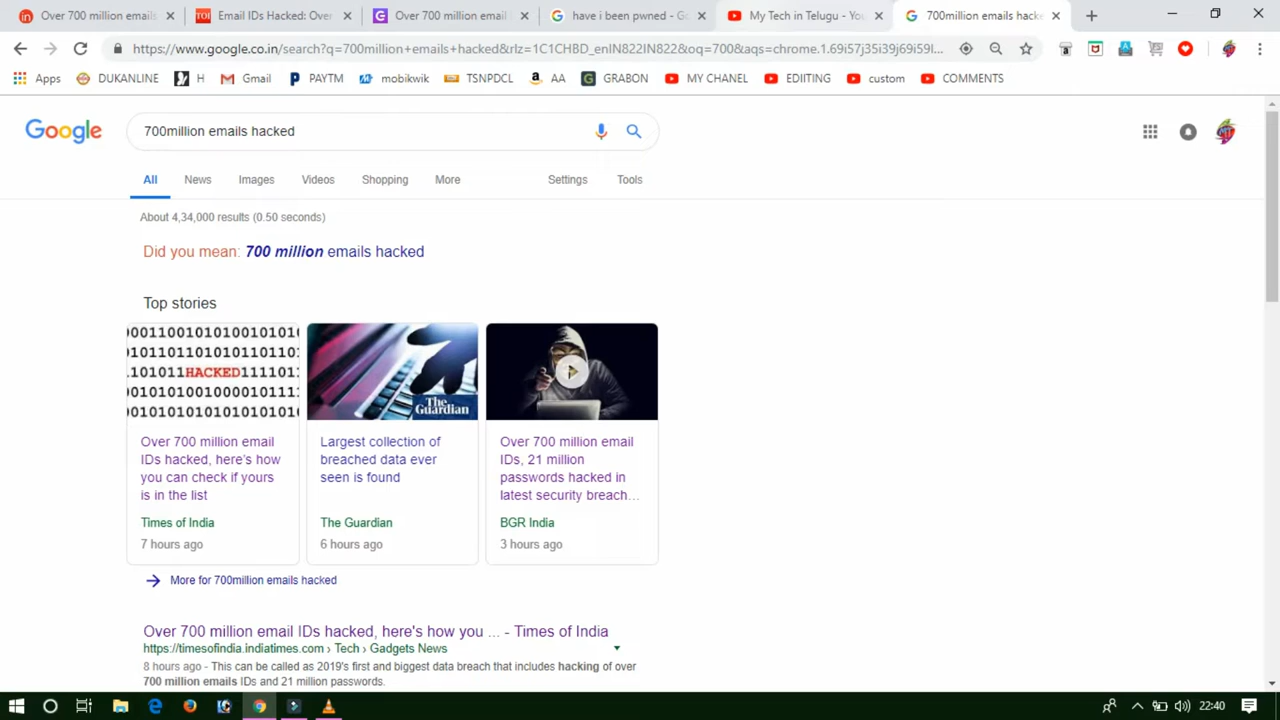 Over 700 million emails
Email IDs Hacked: Over
Over 700 million email
have i been pwned - Go
My Tech in Telugu - You
700million emails hacke
https://www.google.co.in/search?q=700million+emails+hacked&rlz=1C1CHBD_enIN822IN822&oq=700&aqs=chrome.1.69i57j35i39j69i59l...
Apps
DUKANLINE
H
Gmail
PAYTM
mobikwik
TSNPDCL
AA
GRABON
MY CHANEL
EDIITING
custom
COMMENTS
Google
700million emails hacked
All
News
Images
Videos
Shopping
More
Settings
Tools
About 4,34,000 results (0.50 seconds)
Did you mean: 700 million emails hacked
Top stories
HACKED
The Guardian
Over 700 million email
IDs hacked, here's how
you can check if yours
is in the list
Times of India
7 hours ago
Largest collection of
breached data ever
seen is found
The Guardian
6 hours ago
Over 700 million email
IDs, 21 million
passwords hacked in
latest security breach...
BGR India
3 hours ago
More for 700million emails hacked
Over 700 million email IDs hacked, here's how you ... - Times of India
https://timesofindia.indiatimes.com › Tech › Gadgets News
8 hours ago - This can be called as 2019's first and biggest data breach that includes hacking of over
700 million emails IDs and 21 million passwords.
22:40